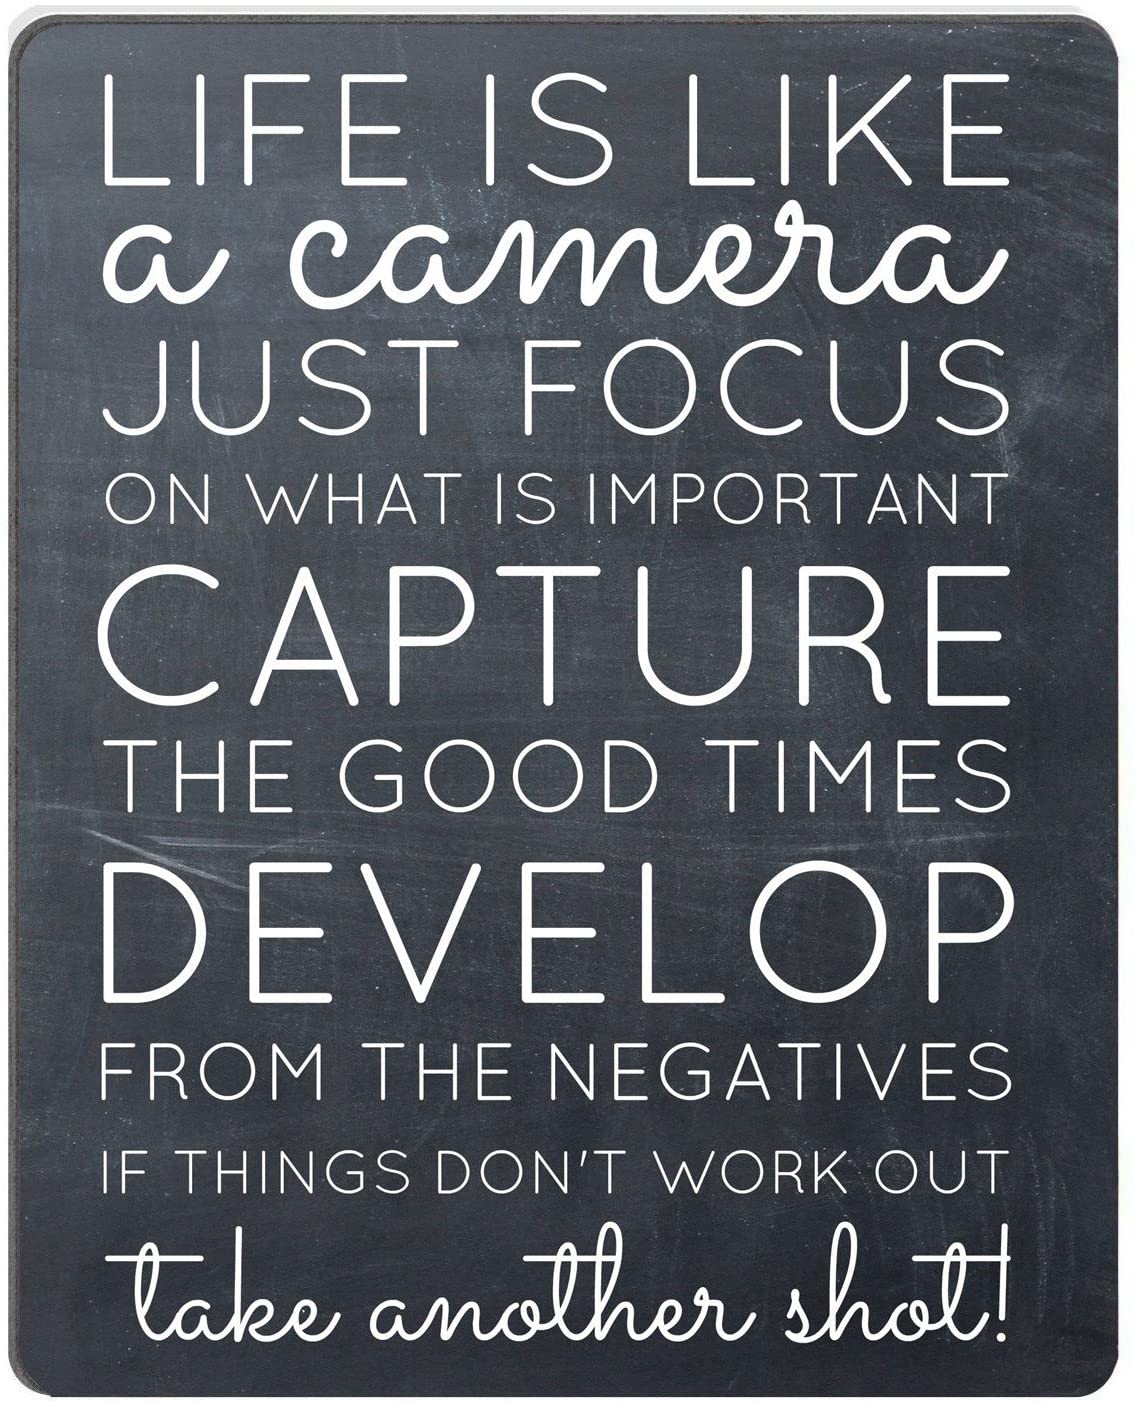 LIFE IS LIKE
a camera
JUST FOCUS
ON WHAT IS IMPORTANT
CAPTURE
THE GOOD TIMES
DEVELOP
FROM THE NEGATIVES
IF THINGS DON'T WORK OUT
take another shot!